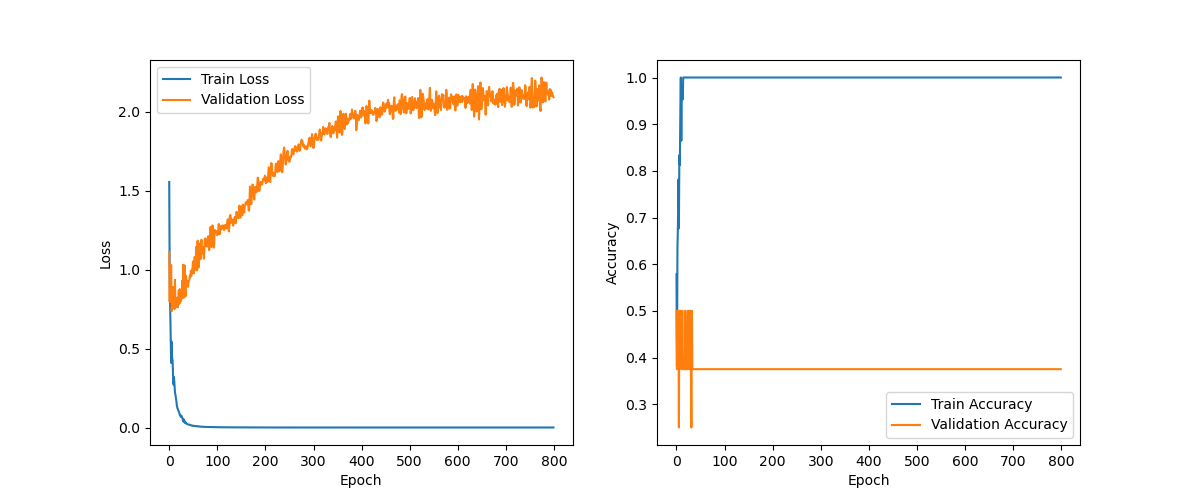 Train Loss
Validation Loss
2.0
1.5
1.0
0.5
0.0
Loss
0 100 200 300 400 500 600 700 800
Epoch
1.0
0.9
0.8
0.7
0.6
0.5
0.4
0.3
Accuracy
Train Accuracy
Validation Accuracy
0 100 200 300 400 500 600 700 800
Epoch